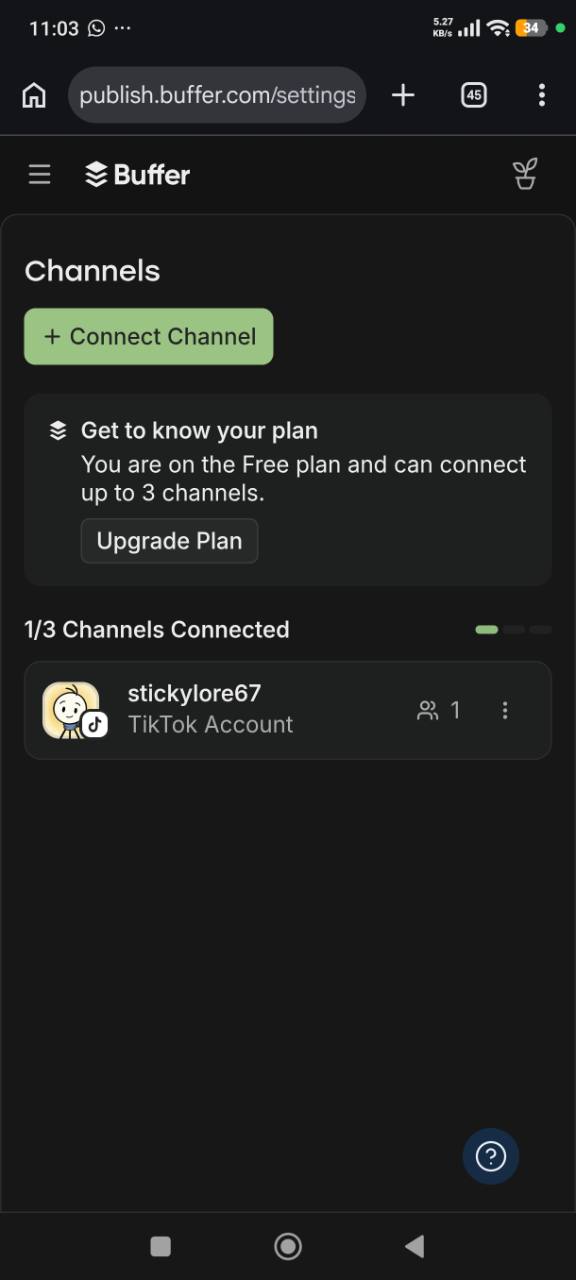 11:03
5.27
KB/s
34
publish.buffer.com/settings
45
Buffer
Channels
+ Connect Channel
Get to know your plan
You are on the Free plan and can connect
up to 3 channels.
Upgrade Plan
1/3 Channels Connected
stickylore67
1
TikTok Account